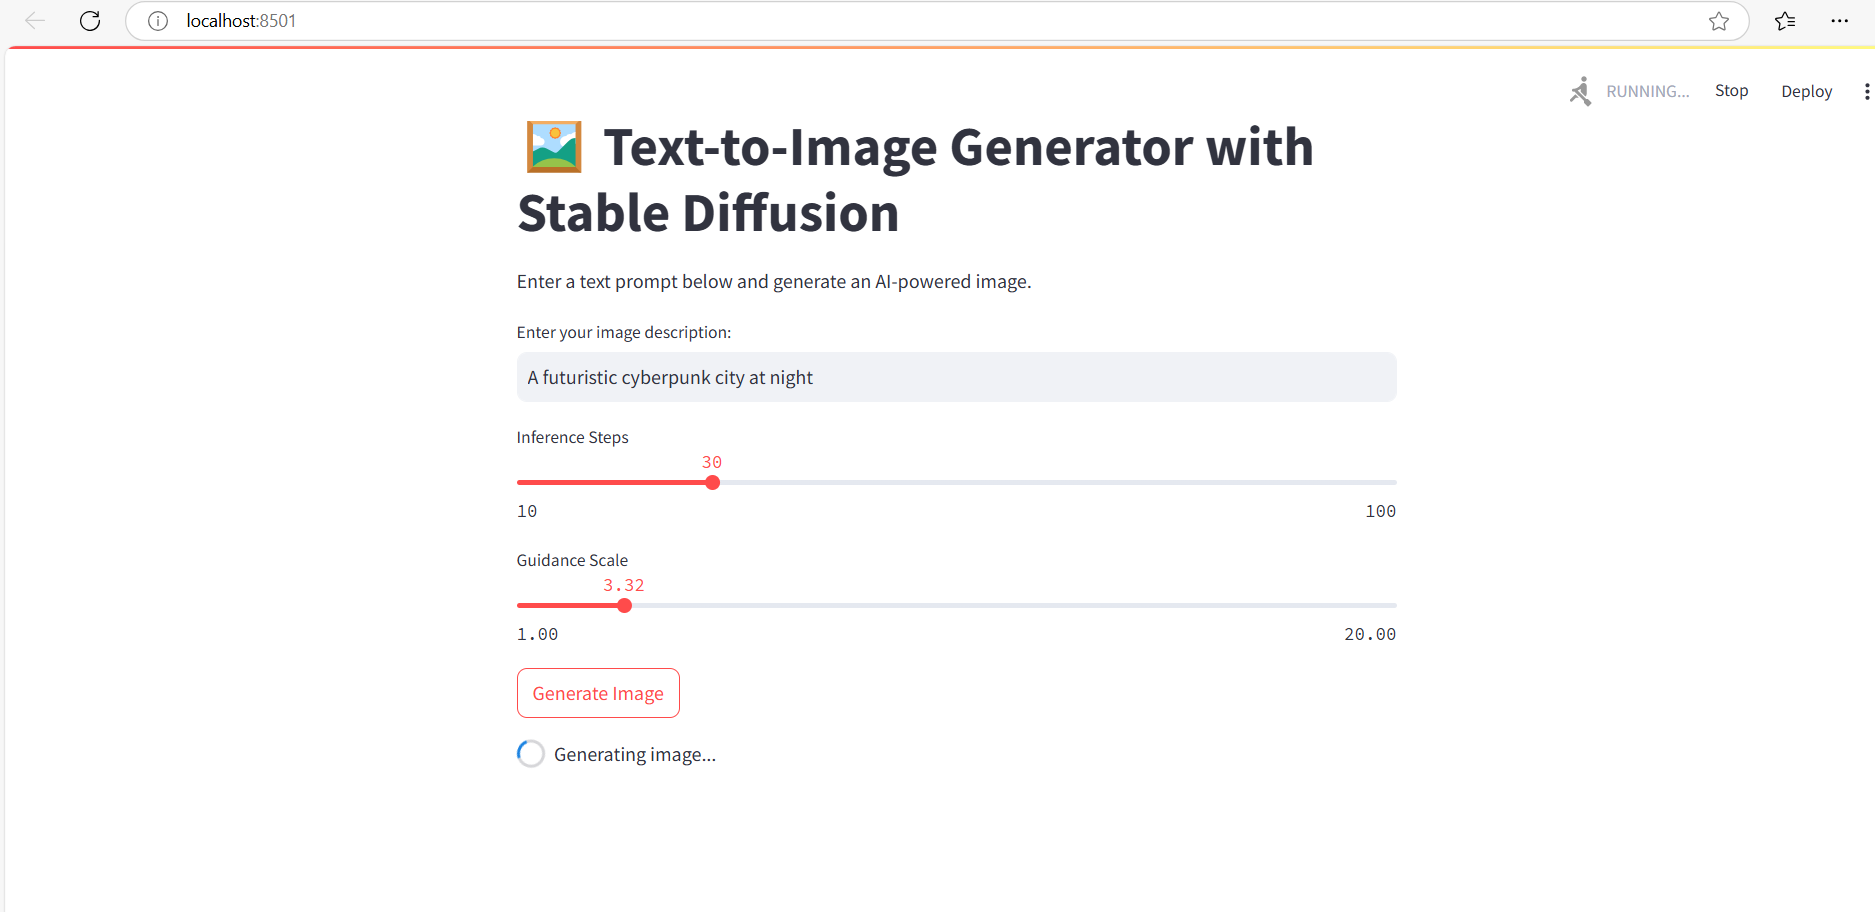 localhost:8501
RUNNING... Stop Deploy
Text-to-Image Generator with
Stable Diffusion
Enter a text prompt below and generate an AI-powered image.
Enter your image description:
A futuristic cyberpunk city at night
Inference Steps
30
10 100
Guidance Scale
3.32
1.00 20.00
Generate Image
Generating image...